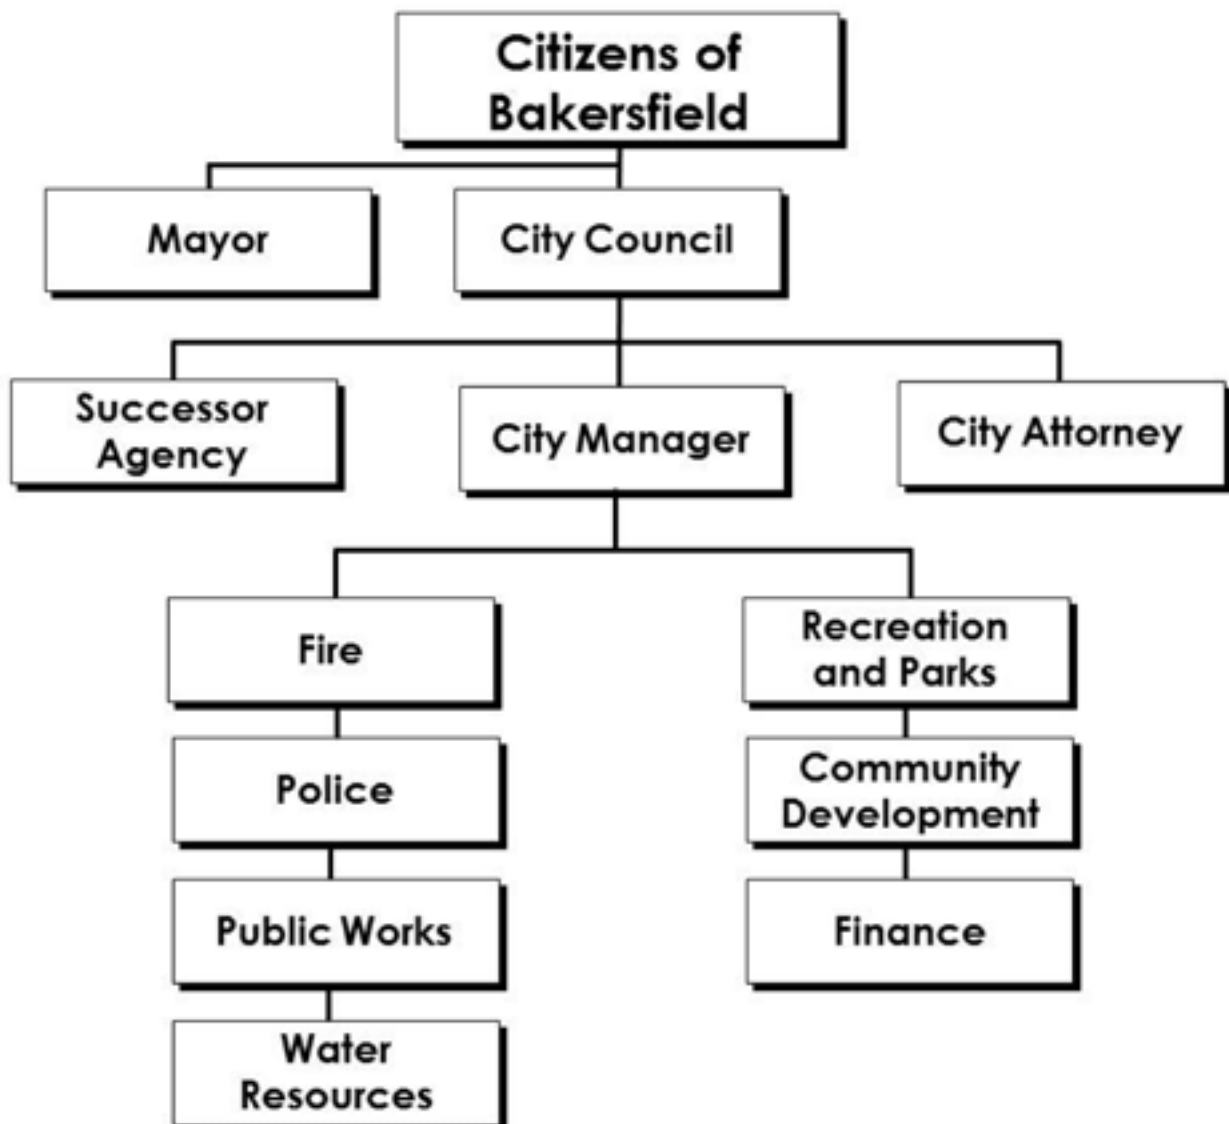 Citizens of
Bakersfield
Mayor
City Council
Successor
Agency
City Manager
City Attorney
Fire
Recreation
and Parks
Police
Community
Development
Public Works
Finance
Water
Resources